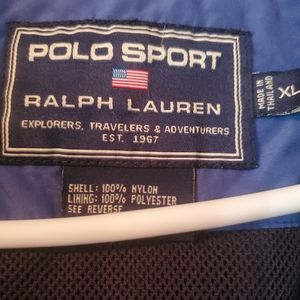 POLO SPORT
RALPH LAUREN
EXPLORERS, TRAVELERS & ADVENTURERS
EST. 1967
MADE IN
THAILAND
XL
SHELL: 100% NYLON
LINING: 100% POLYESTER
SEE REVERSE